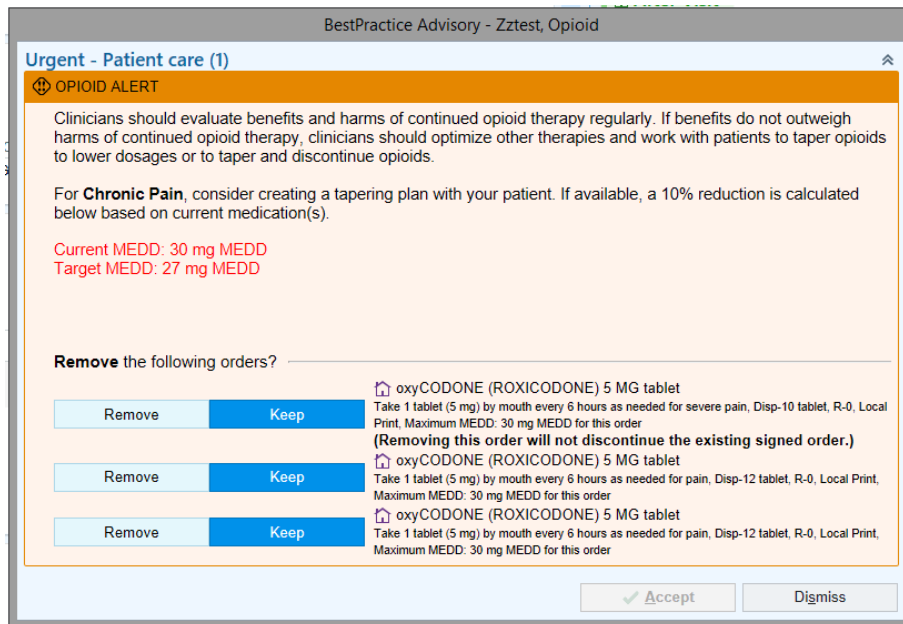 BestPractice Advisory - Zztest, Opioid
Urgent - Patient care (1)
OPIOID ALERT
Clinicians should evaluate benefits and harms of continued opioid therapy regularly. If benefits do not outweigh
harms of continued opioid therapy, clinicians should optimize other therapies and work with patients to taper opioids
to lower dosages or to taper and discontinue opioids.
For Chronic Pain, consider creating a tapering plan with your patient. If available, a 10% reduction is calculated
below based on current medication(s).
Current MEDD: 30 mg MEDD
Target MEDD: 27 mg MEDD
Remove the following orders?
oxyCODONE (ROXICODONE) 5 MG tablet
Remove Keep
Take 1 tablet (5 mg) by mouth every 6 hours as needed for severe pain, Disp-10 tablet, R-0, Local
Print, Maximum MEDD: 30 mg MEDD for this order
(Removing this order will not discontinue the existing signed order.)
oxyCODONE (ROXICODONE) 5 MG tablet
Remove Keep
Take 1 tablet (5 mg) by mouth every 6 hours as needed for pain, Disp-12 tablet, R-0, Local Print,
Maximum MEDD: 30 mg MEDD for this order
oxyCODONE (ROXICODONE) 5 MG tablet
Remove Keep
Take 1 tablet (5 mg) by mouth every 6 hours as needed for pain, Disp-12 tablet, R-0, Local Print,
Maximum MEDD: 30 mg MEDD for this order
Accept Dismiss